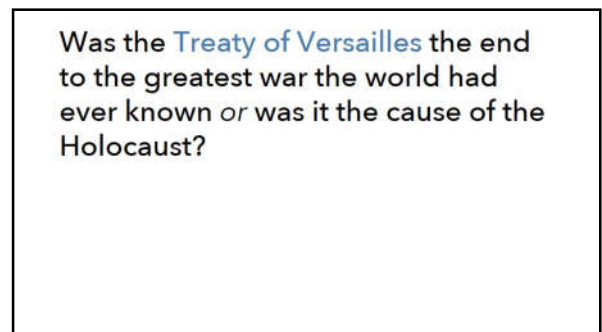 Was the Treaty of Versailles the end
to the greatest war the world had
ever known or was it the cause of the
Holocaust?